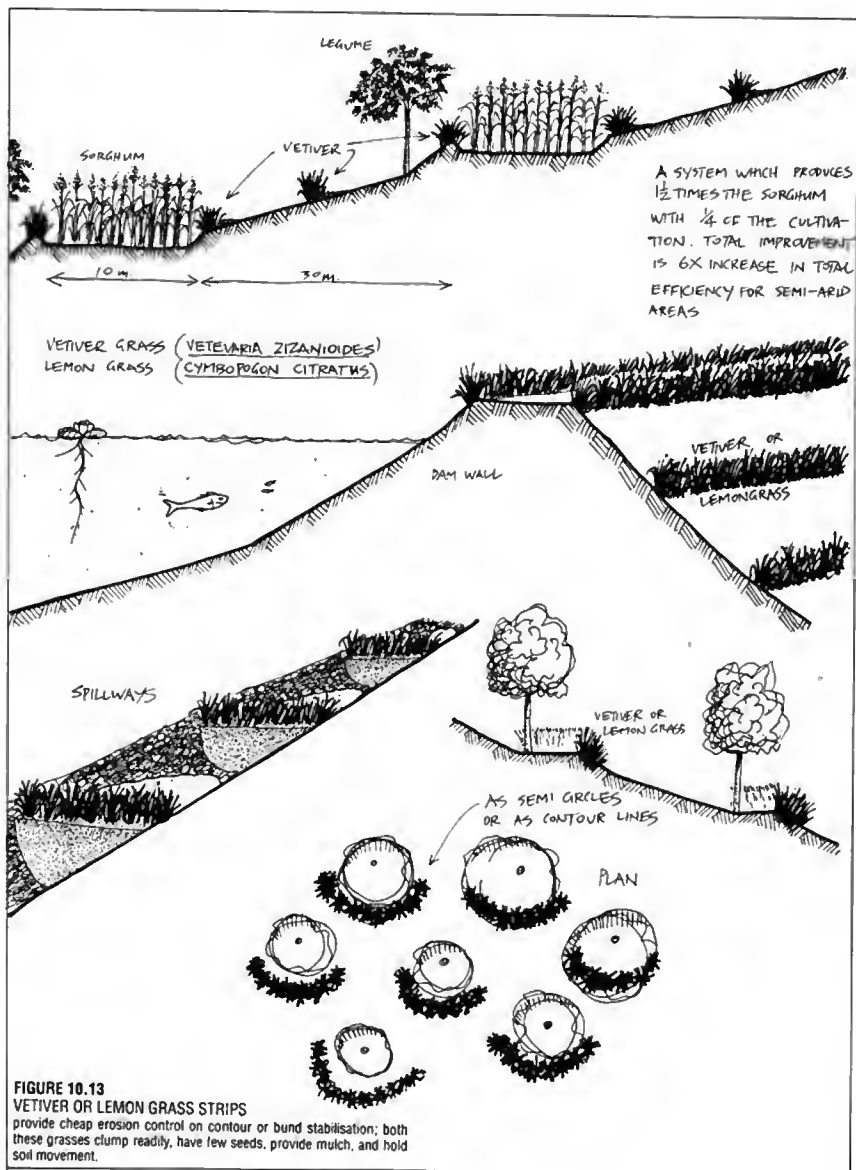 LEGUME
SORGHUM
VETIVER
A SYSTEM WHICH PRODUCES
1½ TIMES THE SORGHUM
WITH ¼ OF THE CULTIVA-
TION. TOTAL IMPROVEMENT
IS 6X INCREASE IN TOTAL
EFFICIENCY FOR SEMI-ARID
AREAS
10 m.
30 m.
VETIVER GRASS (VETEVARIA ZIZANIOIDES)
LEMON GRASS (CYMBOPOGON CITRATUS)
DAM WALL
VETIVER OR
LEMONGRASS
SPILLWAYS
VETIVER OR
LEMON GRASS
AS SEMI CIRCLES
OR AS CONTOUR LINES
PLAN
FIGURE 10.13
VETIVER OR LEMON GRASS STRIPS
provide cheap erosion control on contour or bund stabilisation; both
these grasses clump readily, have few seeds, provide mulch, and hold
soil movement.